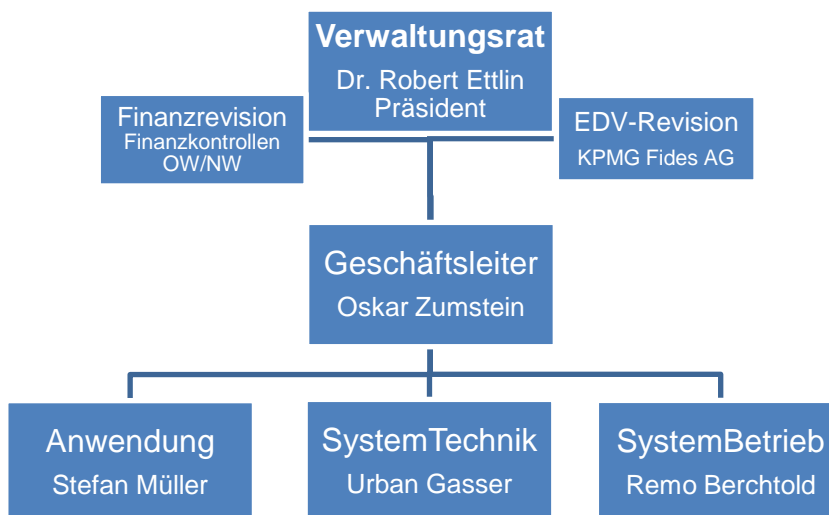 Verwaltungsrat
Dr. Robert Ettlin
Präsident
Finanzrevision
Finanzkontrollen
OW/NW
EDV-Revision
KPMG Fides AG
Geschäftsleiter
Oskar Zumstein
Anwendung
Stefan Müller
SystemTechnik
Urban Gasser
SystemBetrieb
Remo Berchtold